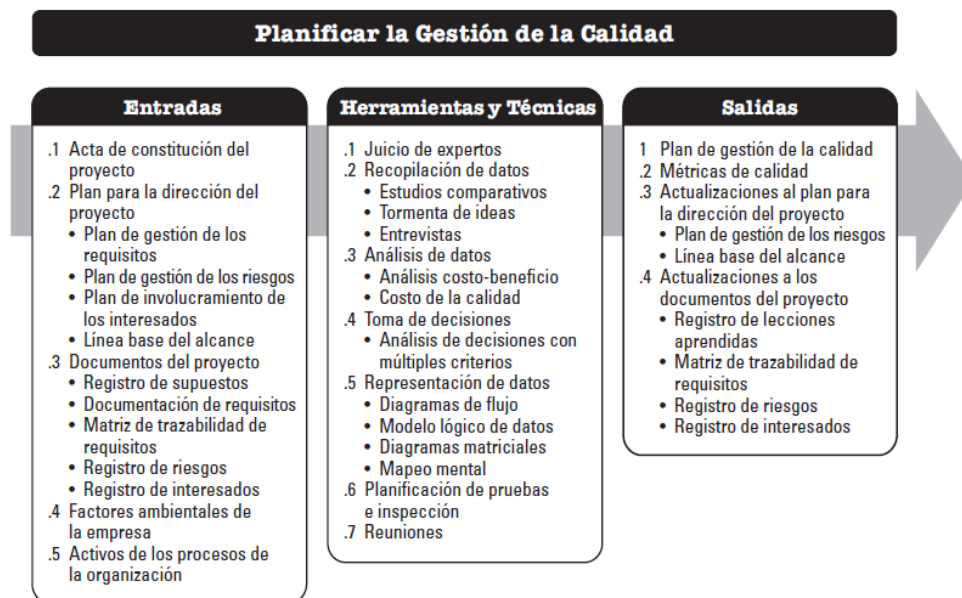 Planificar la Gestión de la Calidad
Entradas
.1 Acta de constitución del
proyecto
.2 Plan para la dirección del
proyecto
• Plan de gestión de los
requisitos
• Plan de gestión de los riesgos
• Plan de involucramiento de
los interesados
• Línea base del alcance
.3 Documentos del proyecto
• Registro de supuestos
• Documentación de requisitos
• Matriz de trazabilidad de
requisitos
• Registro de riesgos
• Registro de interesados
.4 Factores ambientales de
la empresa
.5 Activos de los procesos de
la organización
Herramientas y Técnicas
.1 Juicio de expertos
.2 Recopilación de datos
• Estudios comparativos
• Tormenta de ideas
• Entrevistas
.3 Análisis de datos
• Análisis costo-beneficio
• Costo de la calidad
.4 Toma de decisiones
• Análisis de decisiones con
múltiples criterios
.5 Representación de datos
• Diagramas de flujo
• Modelo lógico de datos
• Diagramas matriciales
• Mapeo mental
.6 Planificación de pruebas
e inspección
.7 Reuniones
Salidas
1 Plan de gestión de la calidad
.2 Métricas de calidad
.3 Actualizaciones al plan para
la dirección del proyecto
• Plan de gestión de los riesgos
• Línea base del alcance
.4 Actualizaciones a los
documentos del proyecto
• Registro de lecciones
aprendidas
• Matriz de trazabilidad de
requisitos
• Registro de riesgos
• Registro de interesados